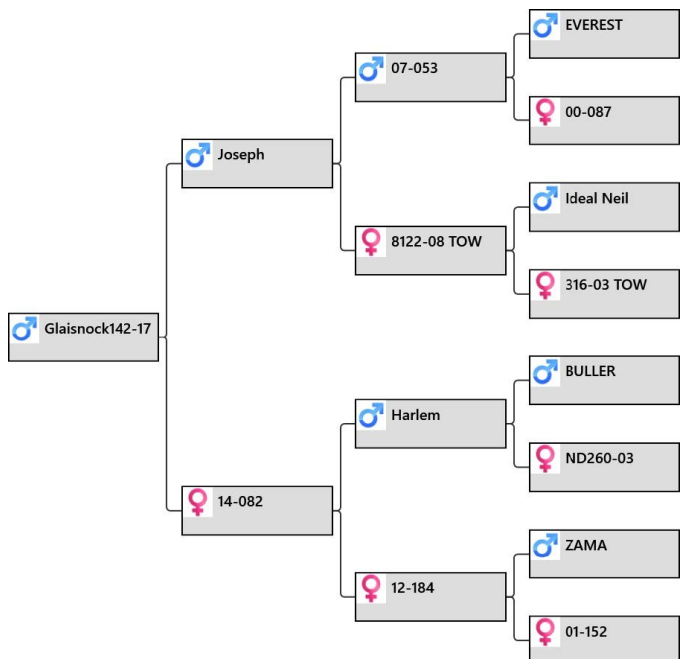 EVEREST
07-053
00-087
Joseph
Ideal Neil
8122-08 TOW
316-03 TOW
Glaisnock142-17
BULLER
Harlem
ND260-03
14-082
ZAMA
12-184
01-152